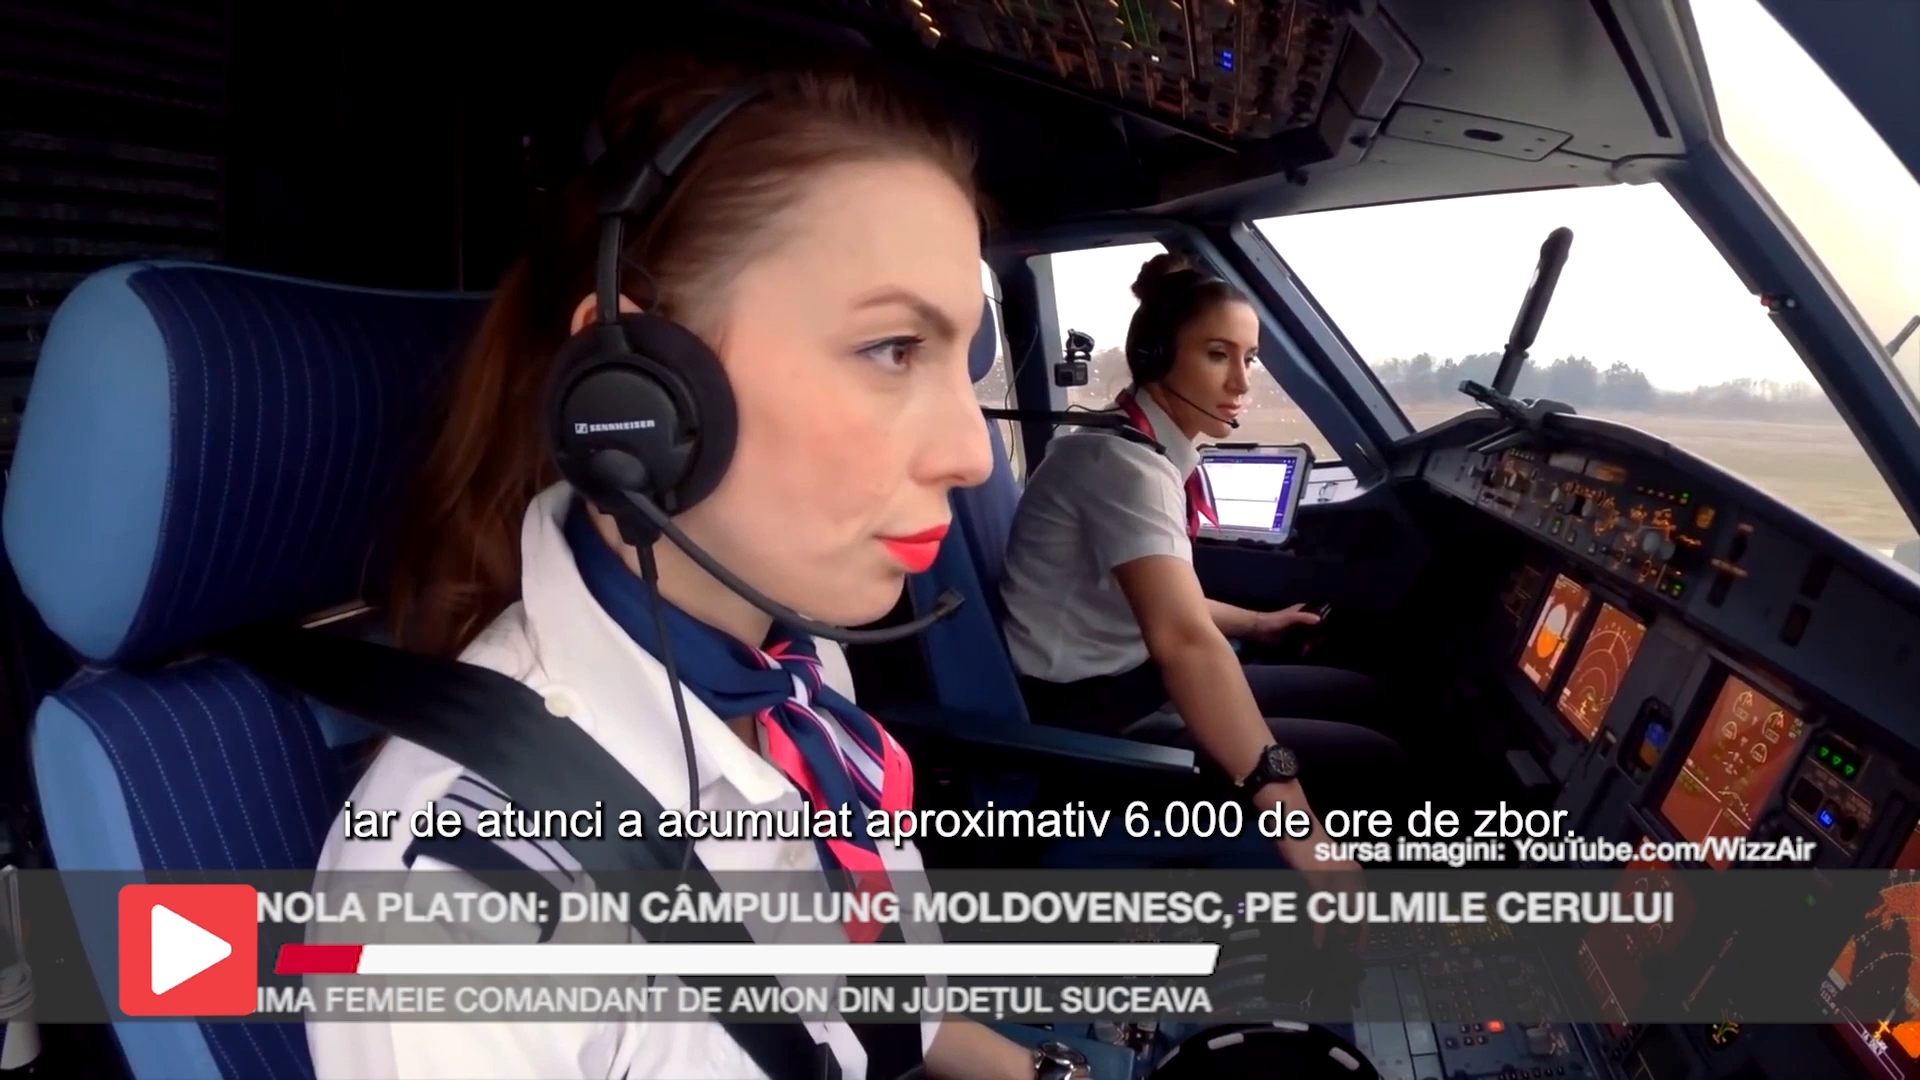 SENNHEISER
iar de atunci a acumulat aproximativ 6.000 de ore de zbor.
sursa imagini: YouTube.com/WizzAir
NOLA PLATON: DIN CÂMPULUNG MOLDOVENESC, PE CULMILE CERULUI
IMA FEMEIE COMANDANT DE AVION DIN JUDEȚUL SUCEAVA